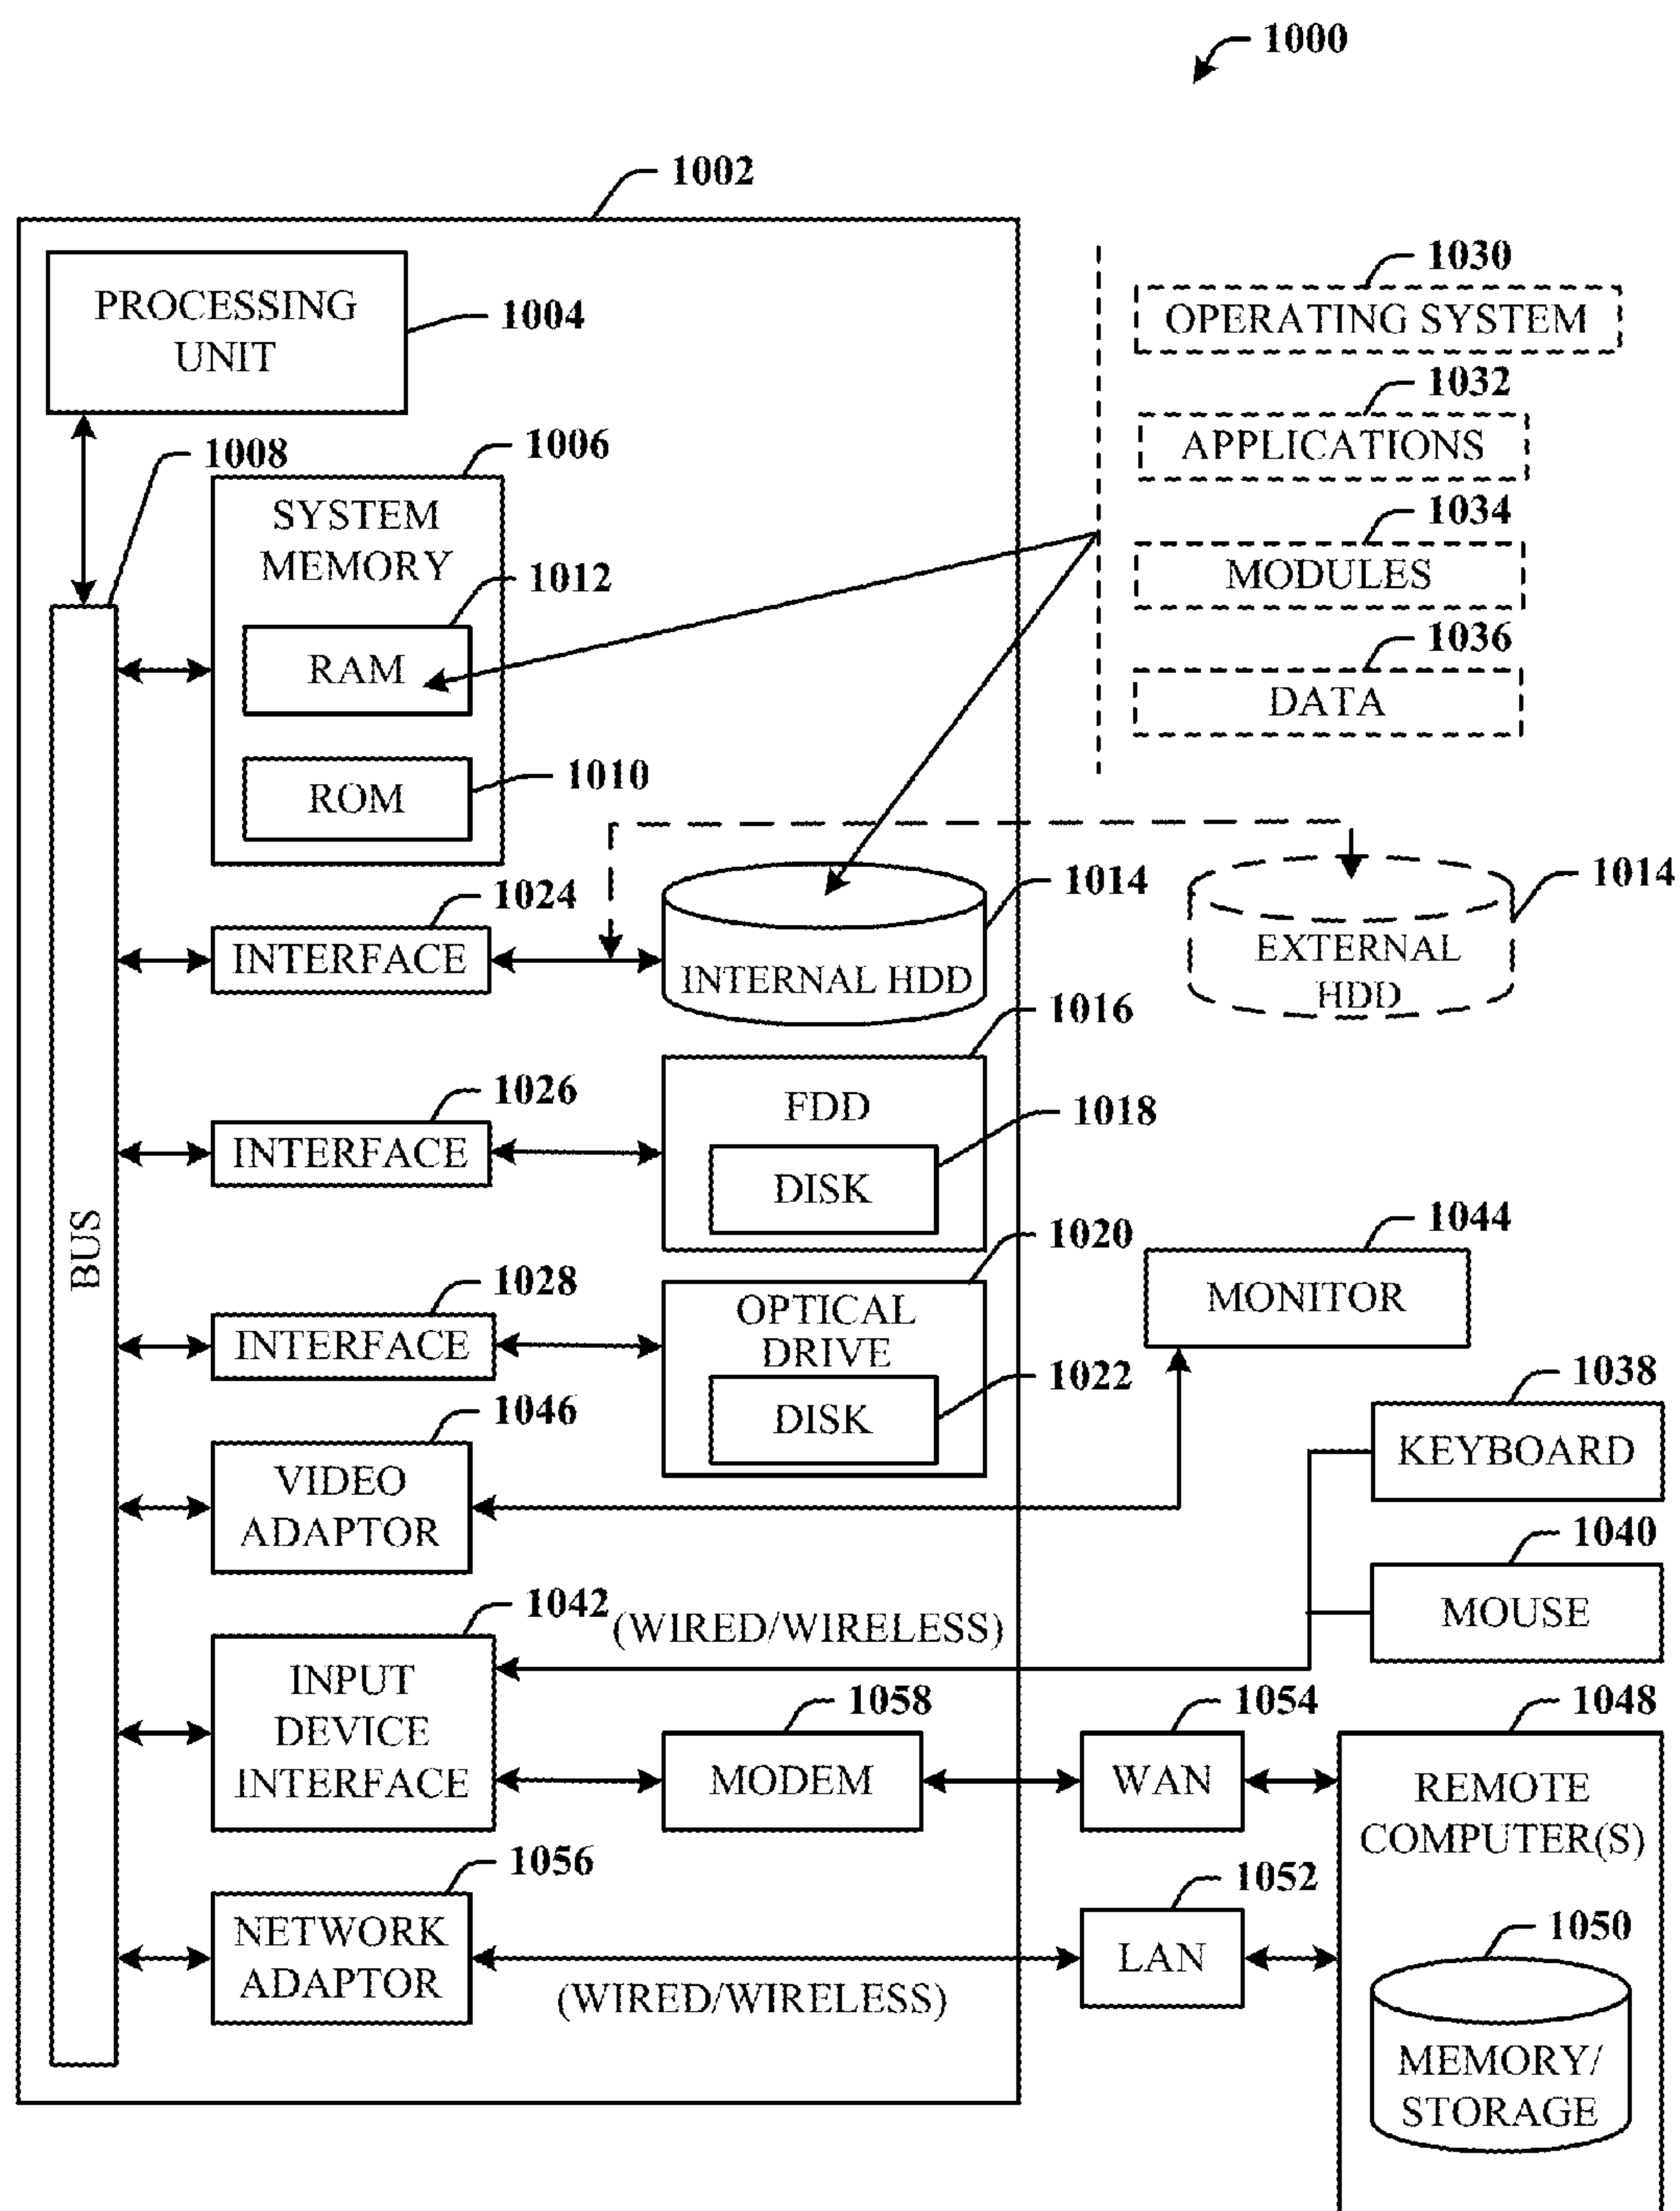 1000
1002
PROCESSING
UNIT
1004
1030
OPERATING SYSTEM
1032
APPLICATIONS
1034
MODULES
1036
DATA
1008
1006
SYSTEM
MEMORY
1012
RAM
1010
ROM
1024
INTERFACE
1014
INTERNAL HDD
1014
EXTERNAL
HDD
1016
FDD
1018
DISK
1026
INTERFACE
BUS
1020
OPTICAL
DRIVE
1022
DISK
1028
INTERFACE
1044
MONITOR
1046
VIDEO
ADAPTOR
1038
KEYBOARD
1040
MOUSE
1042
(WIRED/WIRELESS)
INPUT
DEVICE
INTERFACE
1058
MODEM
1054
WAN
1048
REMOTE
COMPUTER(S)
1056
NETWORK
ADAPTOR
(WIRED/WIRELESS)
1052
LAN
1050
MEMORY/
STORAGE